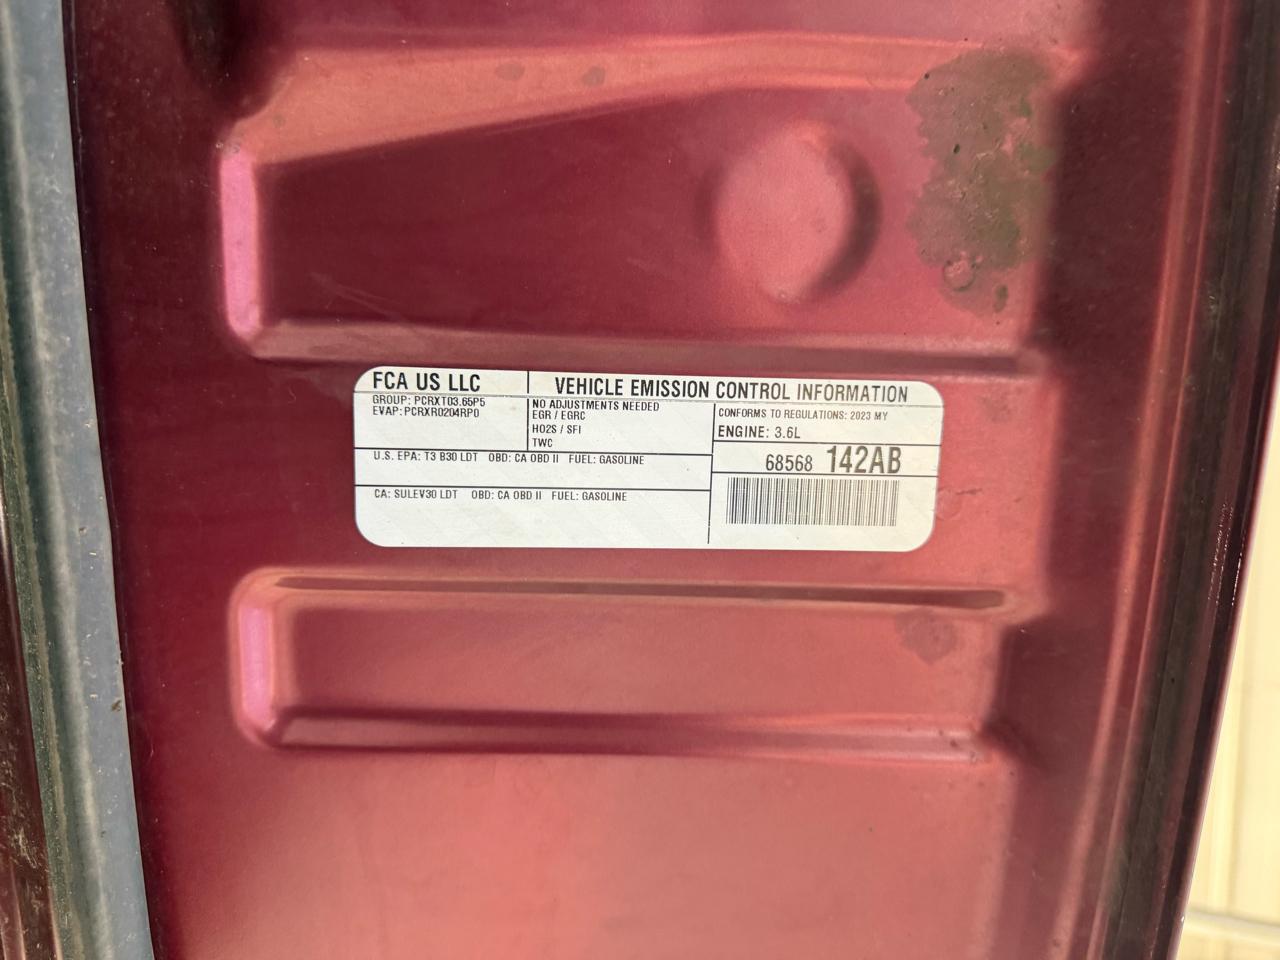 FCA US LLC
VEHICLE EMISSION CONTROL INFORMATION
GROUP: PCRXT03.65P5
EVAP: PCRXR0204RP0
NO ADJUSTMENTS NEEDED
EGR / EGRC
HO2S / SFI
TWC
CONFORMS TO REGULATIONS: 2023 MY
ENGINE: 3.6L
U.S. EPA: T3 B30 LDT OBD: CA OBD II FUEL: GASOLINE
68568 142AB
CA: SULEV30 LDT OBD: CA OBD II FUEL: GASOLINE